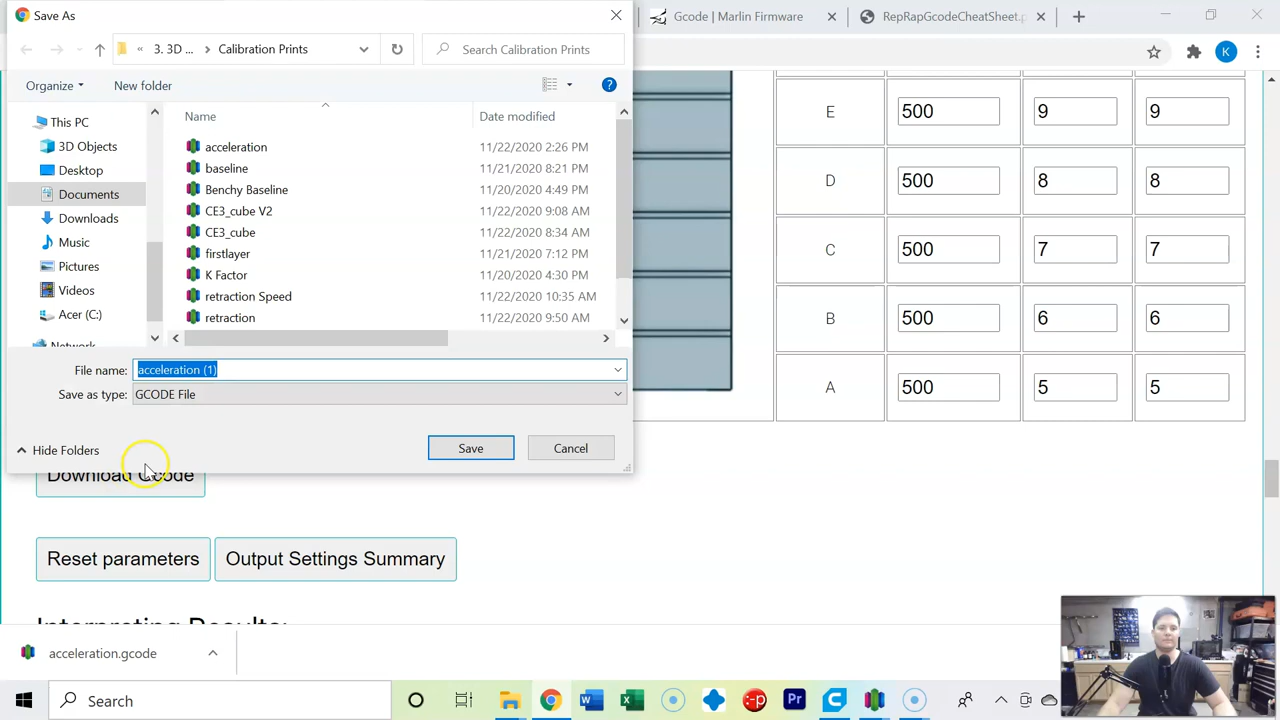 Save As
Gcode | Marlin Firmware
RepRapGcodeCheatSheet.p
« 3. 3D ... > Calibration Prints
Search Calibration Prints
K
Organize
New folder
This PC
3D Objects
Desktop
Documents
Downloads
Music
Pictures
Videos
Acer (C:)
Network
Name
Date modified
acceleration 11/22/2020 2:26 PM
baseline 11/21/2020 8:21 PM
Benchy Baseline 11/20/2020 4:49 PM
CE3_cube V2 11/22/2020 9:08 AM
CE3_cube 11/22/2020 8:34 AM
firstlayer 11/21/2020 7:12 PM
K Factor 11/20/2020 4:30 PM
retraction Speed 11/22/2020 10:35 AM
retraction 11/22/2020 9:50 AM
File name: acceleration (1)
Save as type: GCODE File
Hide Folders
Save
Cancel
E 500 9 9
D 500 8 8
C 500 7 7
B 500 6 6
A 500 5 5
Download Gcode
Reset parameters
Output Settings Summary
Interpreting Results:
acceleration.gcode
Search